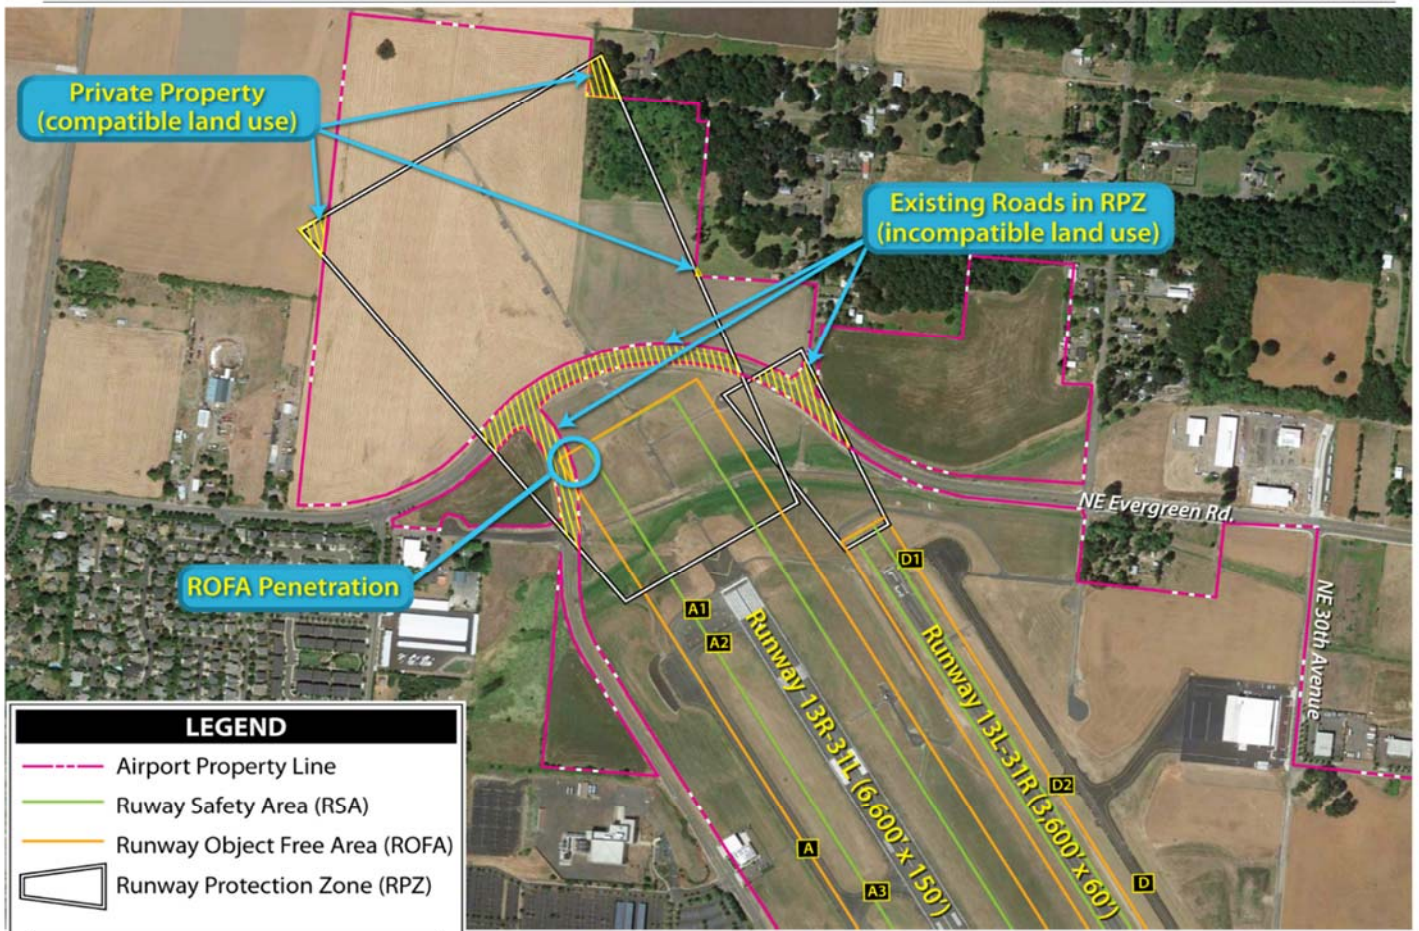 Private Property
(compatible land use)
Existing Roads in RPZ
(incompatible land use)
NE Evergreen Rd.
ROFA Penetration
D1
A1
A2
NE 30th Avenue
Runway 13R-31L (6,600' x 150')
Runway 13L-31R (3,600' x 60')
D2
A
D
A3
LEGEND
Airport Property Line
Ruway Safety Area (RSA)
Runway Object Free Area (ROFA)
Runway Protection Zone (RPZ)